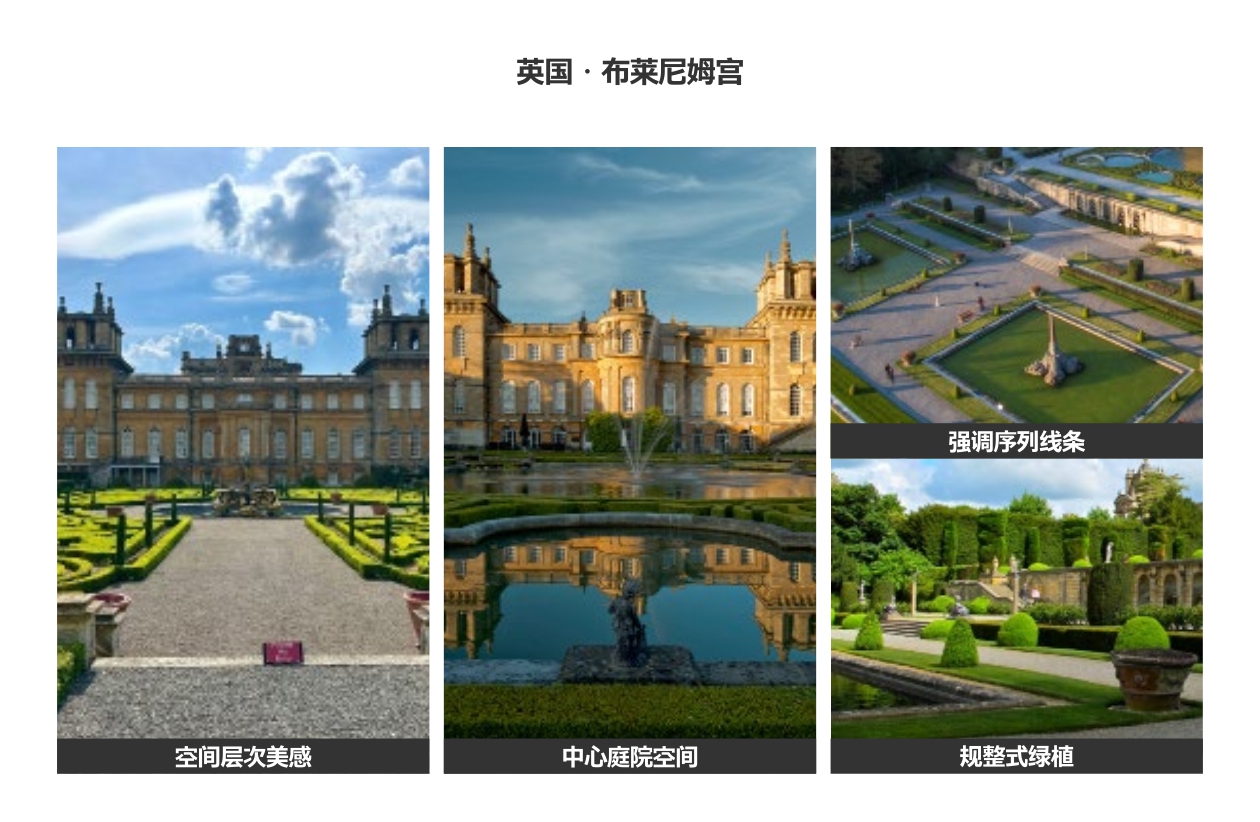 英国 · 布莱尼姆宫
空间层次美感
中心庭院空间
强调序列线条
规整式绿植